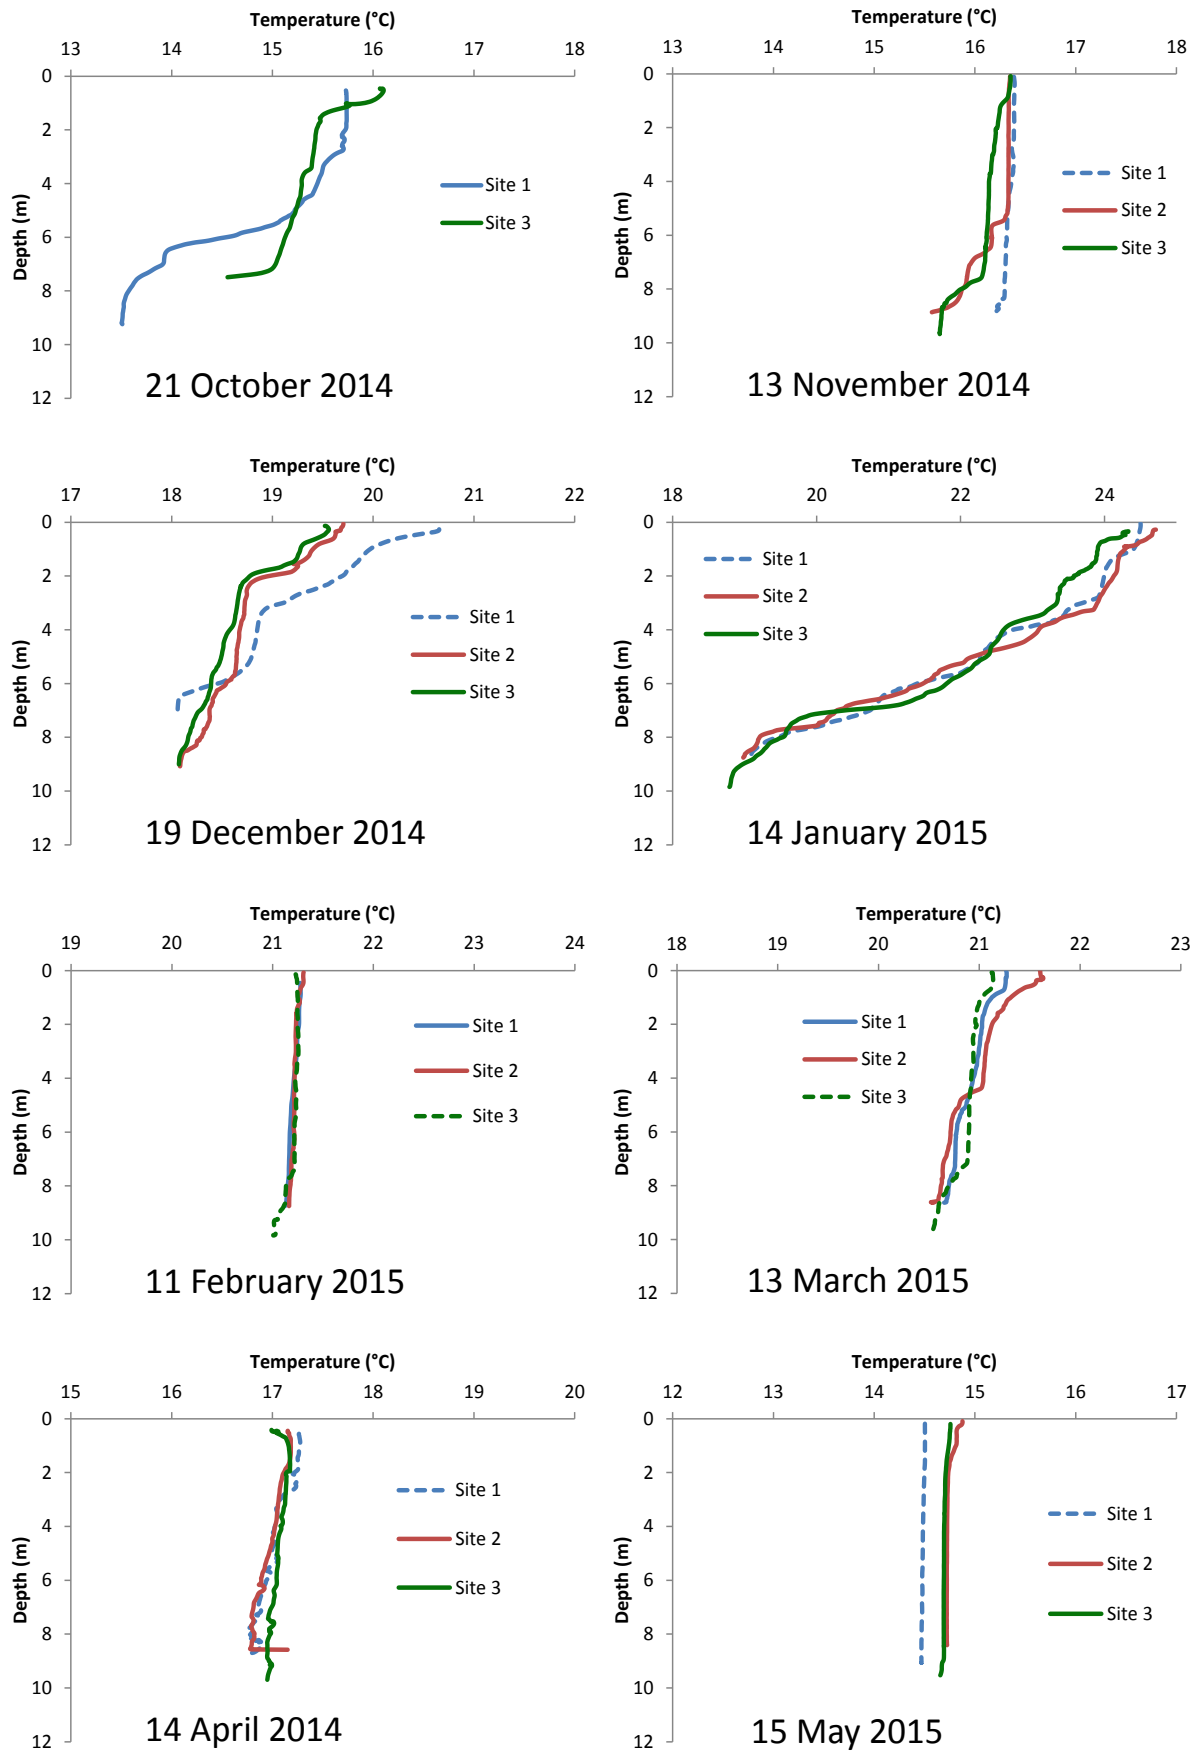 Temperature (°C)
13 14 15 16 17 18
0
2
4
6
8
10
12
Depth (m)
Site 1
Site 3
21 October 2014
Temperature (°C)
13 14 15 16 17 18
0
2
4
6
8
10
12
Depth (m)
Site 1
Site 2
Site 3
13 November 2014
Temperature (°C)
17 18 19 20 21 22
0
2
4
6
8
10
12
Depth (m)
Site 1
Site 2
Site 3
19 December 2014
Temperature (°C)
18 20 22 24
0
2
4
6
8
10
12
Depth (m)
Site 1
Site 2
Site 3
14 January 2015
Temperature (°C)
19 20 21 22 23 24
0
2
4
6
8
10
12
Depth (m)
Site 1
Site 2
Site 3
11 February 2015
Temperature (°C)
18 20 21 22 23
0
2
4
6
8
10
12
Depth (m)
Site 1
Site 2
Site 3
13 March 2015
Temperature (°C)
15 16 17 18 19 20
0
2
4
6
8
10
12
Depth (m)
Site 1
Site 2
Site 3
14 April 2014
Temperature (°C)
12 13 14 15 16 17
0
2
4
6
8
10
12
Depth (m)
Site 1
Site 2
Site 3
15 May 2015